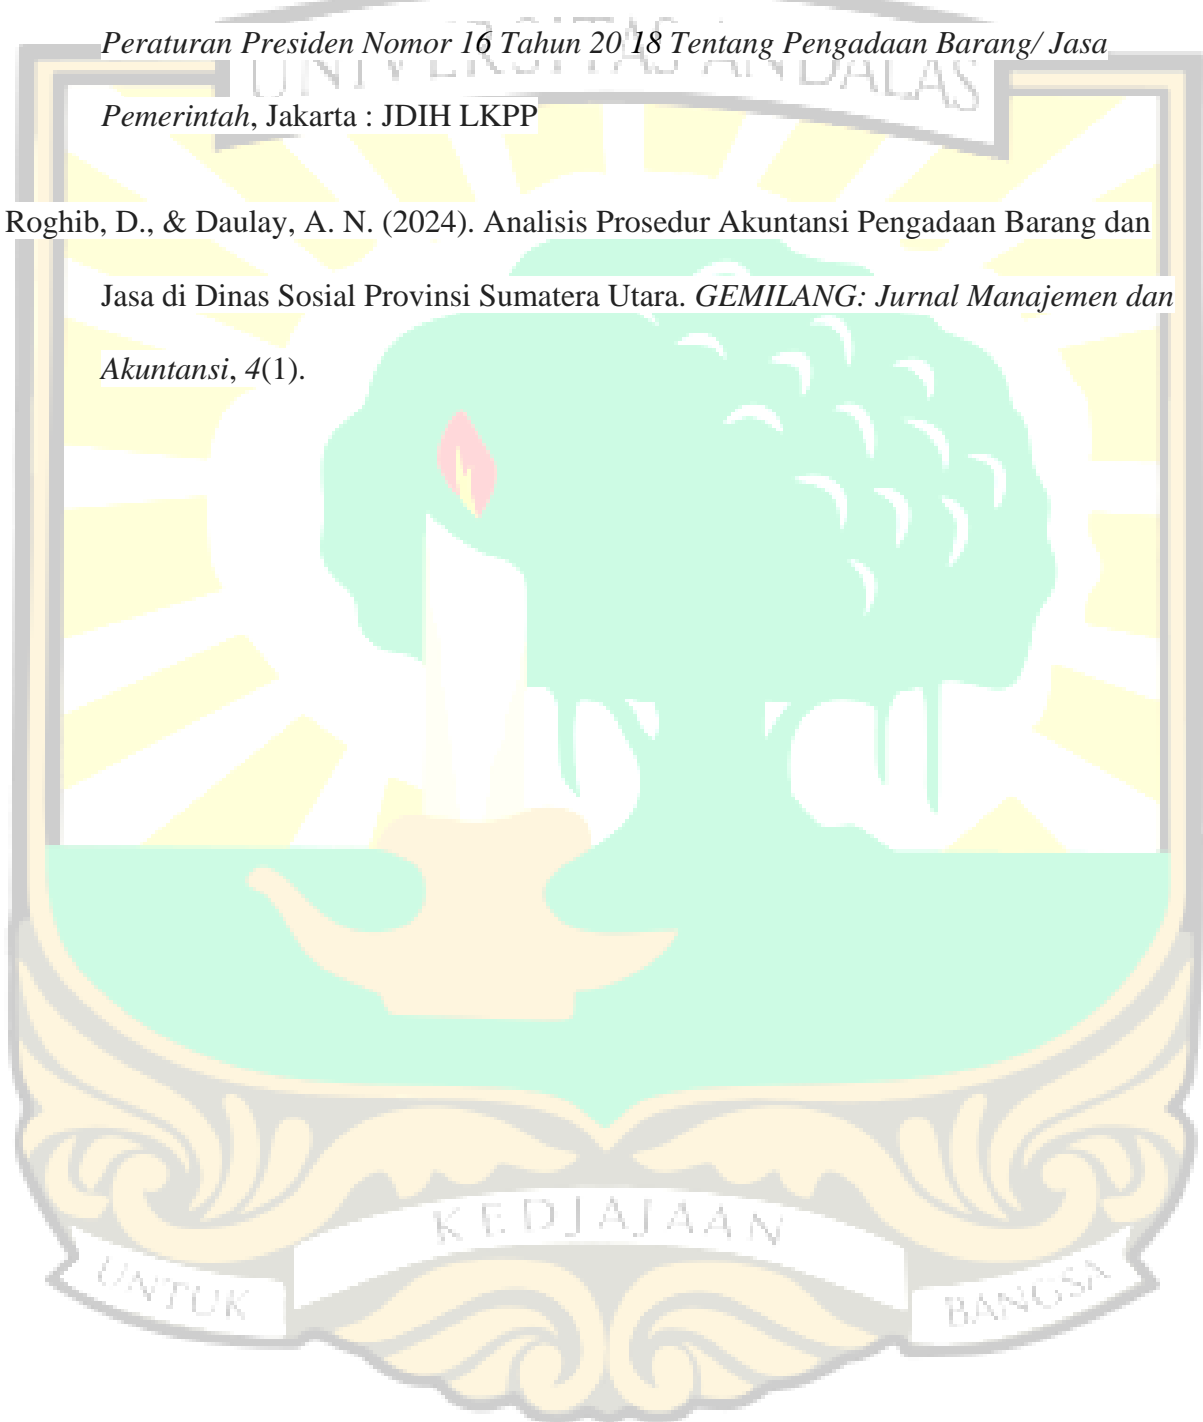 UNIVERSITAS ANDALAS
Peraturan Presiden Nomor 16 Tahun 20 18 Tentang Pengadaan Barang/ Jasa
Pemerintah, Jakarta : JDIH LKPP
Roghib, D., & Daulay, A. N. (2024). Analisis Prosedur Akuntansi Pengadaan Barang dan
Jasa di Dinas Sosial Provinsi Sumatera Utara. GEMILANG: Jurnal Manajemen dan
Akuntansi, 4(1).
KEDJAJAAN
UNTUK
BANGSA